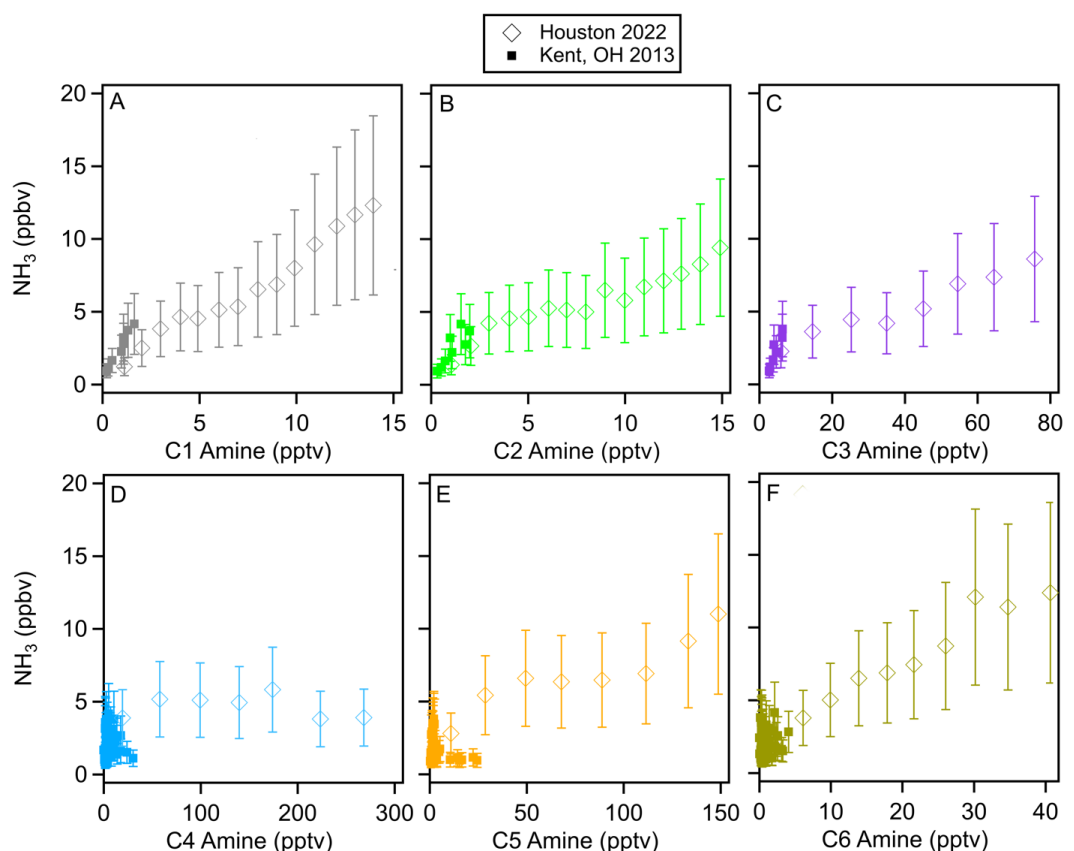 Houston 2022
Kent, OH 2013
A
B
C
20
15
10
5
0
NH3 (ppbv)
0 5 10 15
0 5 10 15
0 20 40 60 80
C1 Amine (pptv)
C2 Amine (pptv)
C3 Amine (pptv)
D
E
F
20
15
10
5
0
NH3 (ppbv)
0 100 200 300
0 50 100 150
0 10 20 30 40
C4 Amine (pptv)
C5 Amine (pptv)
C6 Amine (pptv)